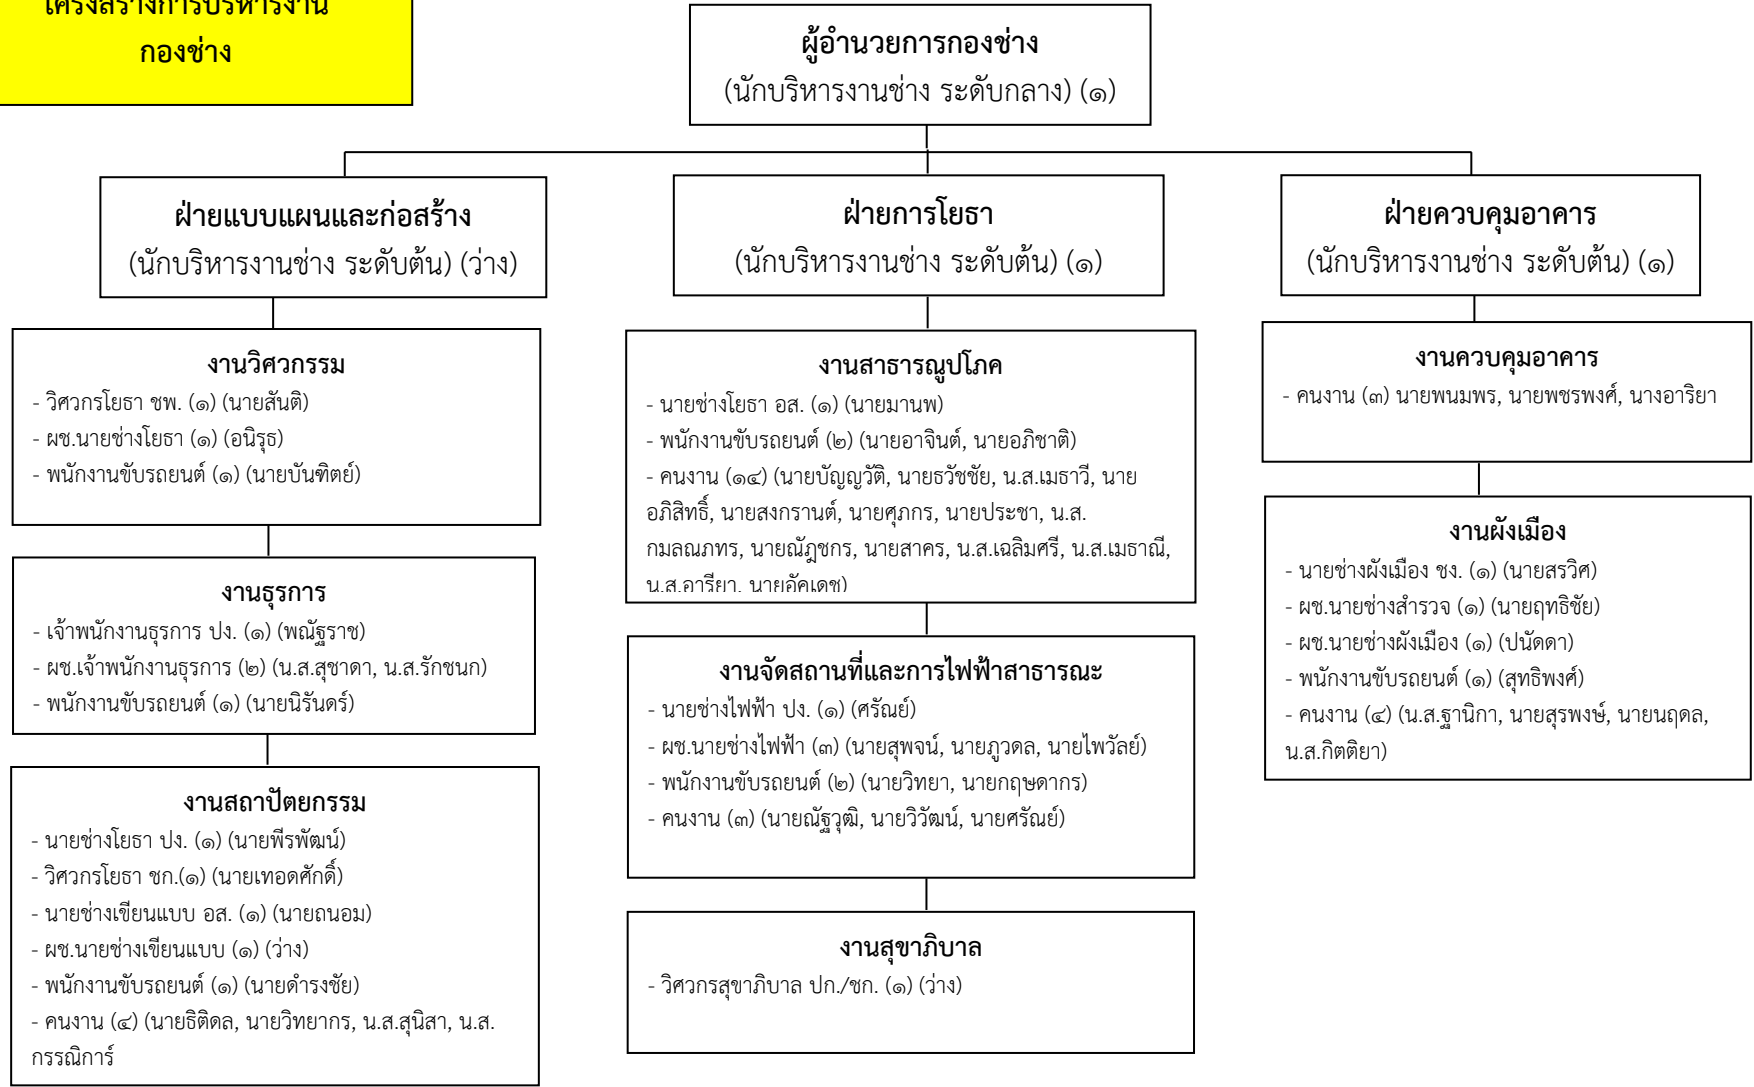 โครงสร้างการบริหารงาน
กองช่าง
ผู้อำนวยการกองช่าง
(นักบริหารงานช่าง ระดับกลาง) (๑)
ฝ่ายแบบแผนและก่อสร้าง
(นักบริหารงานช่าง ระดับต้น) (ว่าง)
งานวิศวกรรม
- วิศวกรโยธา ชพ. (๑) (นายสันติ)
- ผช.นายช่างโยธา (๑) (อนิรุธ)
- พนักงานขับรถยนต์ (๑) (นายบันฑิตย์)
งานธุรการ
- เจ้าพนักงานธุรการ ปง. (๑) (พณัฐราช)
- ผช.เจ้าพนักงานธุรการ (๒) (น.ส.สุชาดา, น.ส.รักชนก)
- พนักงานขับรถยนต์ (๑) (นายนิรันดร์)
งานสถาปัตยกรรม
- นายช่างโยธา ปง. (๑) (นายพีรพัฒน์)
- วิศวกรโยธา ชก.(๑) (นายเทอดศักดิ์)
- นายช่างเขียนแบบ อส. (๑) (นายถนอม)
- ผช.นายช่างเขียนแบบ (๑) (ว่าง)
- พนักงานขับรถยนต์ (๑) (นายดำรงชัย)
- คนงาน (๔) (นายธิติดล, นายวิทยากร, น.ส.สุนิสา, น.ส.
กรรณิการ์
ฝ่ายการโยธา
(นักบริหารงานช่าง ระดับต้น) (๑)
งานสาธารณูปโภค
- นายช่างโยธา อส. (๑) (นายมานพ)
- พนักงานขับรถยนต์ (๒) (นายอาจินต์, นายอภิชาติ)
- คนงาน (๑๔) (นายบัญญวัติ, นายธวัชชัย, น.ส.เมธาวี, นาย
อภิสิทธิ์, นายสงกรานต์, นายศุภกร, นายประชา, น.ส.
กมลณภทร, นายณัฏชกร, นายสาคร, น.ส.เฉลิมศรี, น.ส.เมธาณี,
น.ส.อารียา, นายอัคเดช)
งานจัดสถานที่และการไฟฟ้าสาธารณะ
- นายช่างไฟฟ้า ปง. (๑) (ศรัณย์)
- ผช.นายช่างไฟฟ้า (๓) (นายสุพจน์, นายภูวดล, นายไพวัลย์)
- พนักงานขับรถยนต์ (๒) (นายวิทยา, นายกฤษดากร)
- คนงาน (๓) (นายณัฐวุฒิ, นายวิวัฒน์, นายศรัณย์)
งานสุขาภิบาล
- วิศวกรสุขาภิบาล ปก./ชก. (๑) (ว่าง)
ฝ่ายควบคุมอาคาร
(นักบริหารงานช่าง ระดับต้น) (๑)
งานควบคุมอาคาร
- คนงาน (๓) นายพนมพร, นายพชรพงศ์, นางอาริยา
งานผังเมือง
- นายช่างผังเมือง ชง. (๑) (นายสรวิศ)
- ผช.นายช่างสำรวจ (๑) (นายฤทธิชัย)
- ผช.นายช่างผังเมือง (๑) (ปนัดดา)
- พนักงานขับรถยนต์ (๑) (สุทธิพงศ์)
- คนงาน (๔) (น.ส.ฐานิกา, นายสุรพงษ์, นายนฤดล,
น.ส.กิตติยา)